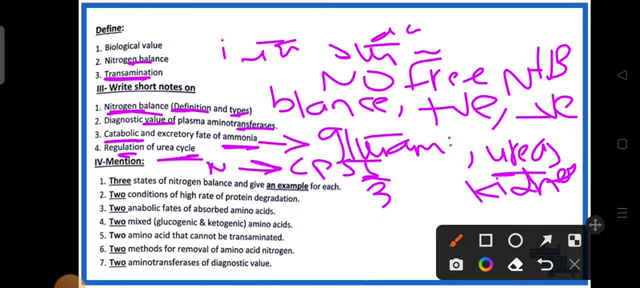 Define:
1. Biological value
2. Nitrogen balance
3. Transamination
III- Write short notes on
1. Nitrogen balance (Definition and types)
2. Diagnostic value of plasma aminotransferases.
3. Catabolic and excretory fate of ammonia
4. Regulation of urea cycle
IV-Mention:
1. Three states of nitrogen balance and give an example for each.
2. Two conditions of high rate of protein degradation.
3. Two anabolic fates of absorbed amino acids.
4. Two mixed (glucogenic & ketogenic) amino acids.
5. Two amino acid that cannot be transaminated.
6. Two methods for removal of amino acid nitrogen.
7. Two aminotransferases of diagnostic value.
NO free
blance, +ve, -ve
, urea
3